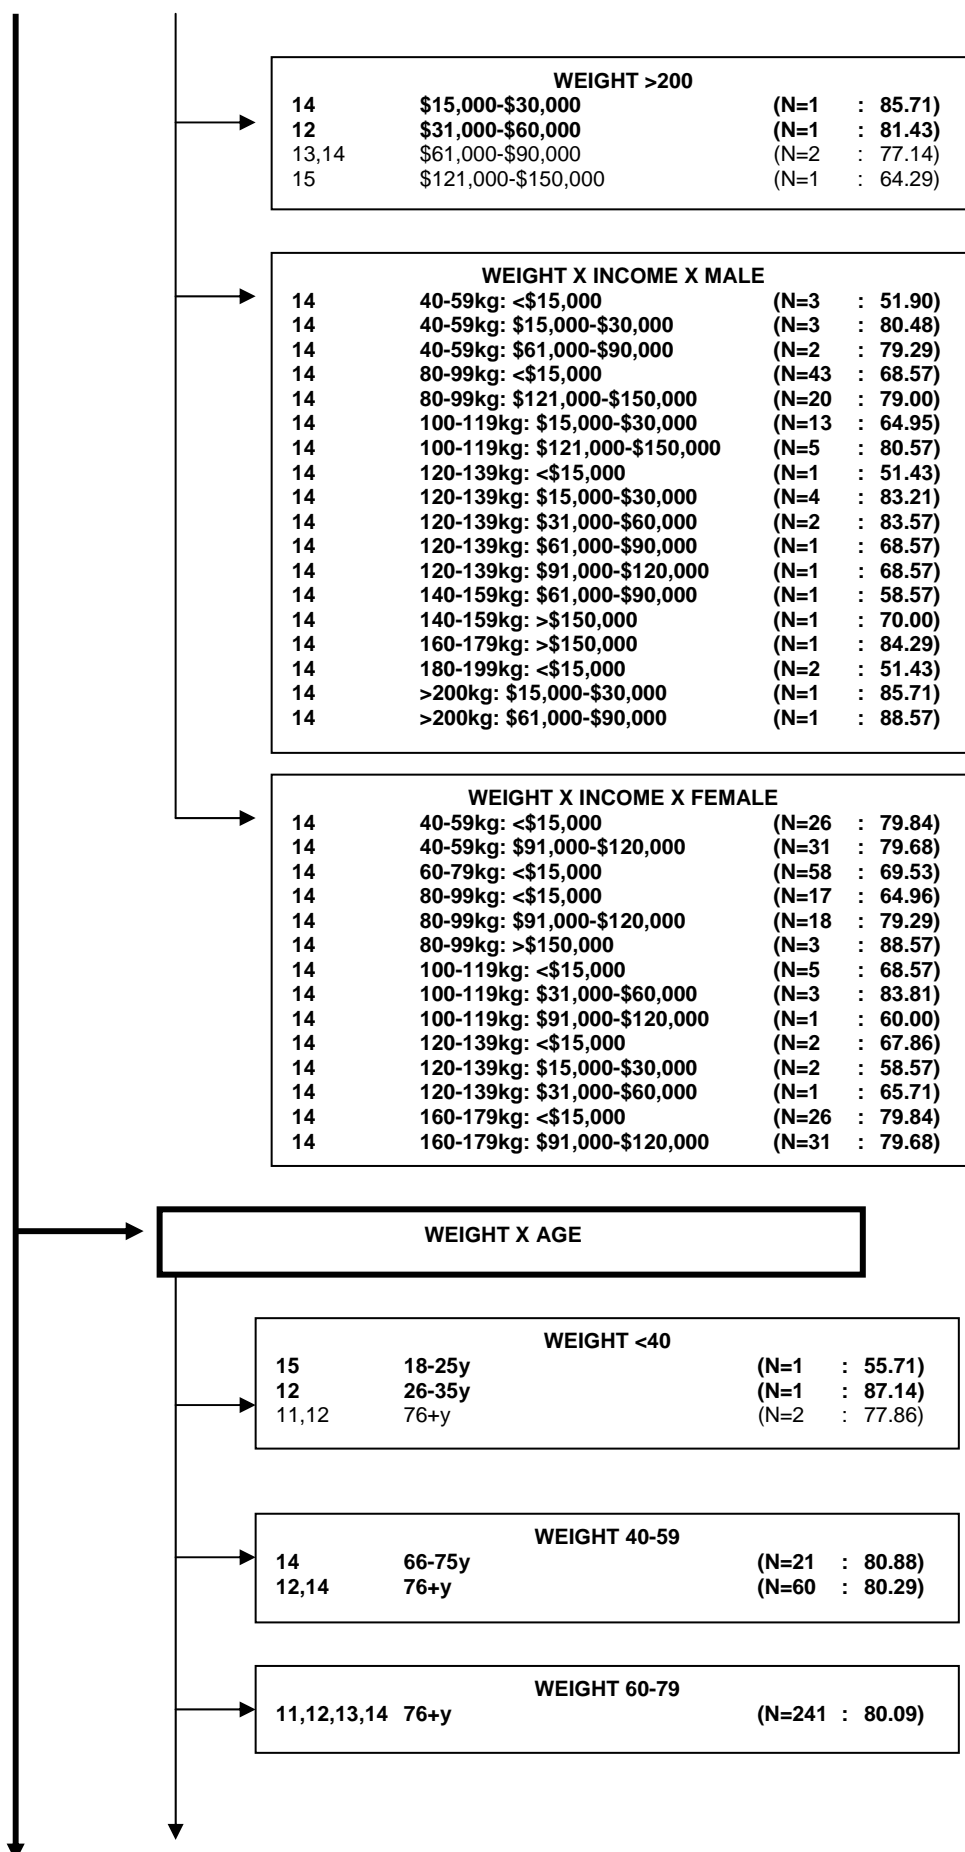 WEIGHT >200
14 $15,000-$30,000 (N=1 : 85.71)
12 $31,000-$60,000 (N=1 : 81.43)
13,14 $61,000-$90,000 (N=2 : 77.14)
15 $121,000-$150,000 (N=1 : 64.29)
WEIGHT X INCOME X MALE
14 40-59kg: <$15,000 (N=3 : 51.90)
14 40-59kg: $15,000-$30,000 (N=3 : 80.48)
14 40-59kg: $61,000-$90,000 (N=2 : 79.29)
14 80-99kg: <$15,000 (N=43 : 68.57)
14 80-99kg: $121,000-$150,000 (N=20 : 79.00)
14 100-119kg: $15,000-$30,000 (N=13 : 64.95)
14 100-119kg: $121,000-$150,000 (N=5 : 80.57)
14 120-139kg: <$15,000 (N=1 : 51.43)
14 120-139kg: $15,000-$30,000 (N=4 : 83.21)
14 120-139kg: $31,000-$60,000 (N=2 : 83.57)
14 120-139kg: $61,000-$90,000 (N=1 : 68.57)
14 120-139kg: $91,000-$120,000 (N=1 : 68.57)
14 140-159kg: $61,000-$90,000 (N=1 : 58.57)
14 140-159kg: >$150,000 (N=1 : 70.00)
14 160-179kg: >$150,000 (N=1 : 84.29)
14 180-199kg: <$15,000 (N=2 : 51.43)
14 >200kg: $15,000-$30,000 (N=1 : 85.71)
14 >200kg: $61,000-$90,000 (N=1 : 88.57)
WEIGHT X INCOME X FEMALE
14 40-59kg: <$15,000 (N=26 : 79.84)
14 40-59kg: $91,000-$120,000 (N=31 : 79.68)
14 60-79kg: <$15,000 (N=58 : 69.53)
14 80-99kg: <$15,000 (N=17 : 64.96)
14 80-99kg: $91,000-$120,000 (N=18 : 79.29)
14 80-99kg: >$150,000 (N=3 : 88.57)
14 100-119kg: <$15,000 (N=5 : 68.57)
14 100-119kg: $31,000-$60,000 (N=3 : 83.81)
14 100-119kg: $91,000-$120,000 (N=1 : 60.00)
14 120-139kg: <$15,000 (N=2 : 67.86)
14 120-139kg: $15,000-$30,000 (N=2 : 58.57)
14 120-139kg: $31,000-$60,000 (N=1 : 65.71)
14 160-179kg: <$15,000 (N=26 : 79.84)
14 160-179kg: $91,000-$120,000 (N=31 : 79.68)
WEIGHT X AGE
WEIGHT <40
15 18-25y (N=1 : 55.71)
12 26-35y (N=1 : 87.14)
11,12 76+y (N=2 : 77.86)
WEIGHT 40-59
14 66-75y (N=21 : 80.88)
12,14 76+y (N=60 : 80.29)
WEIGHT 60-79
11,12,13,14 76+y (N=241 : 80.09)